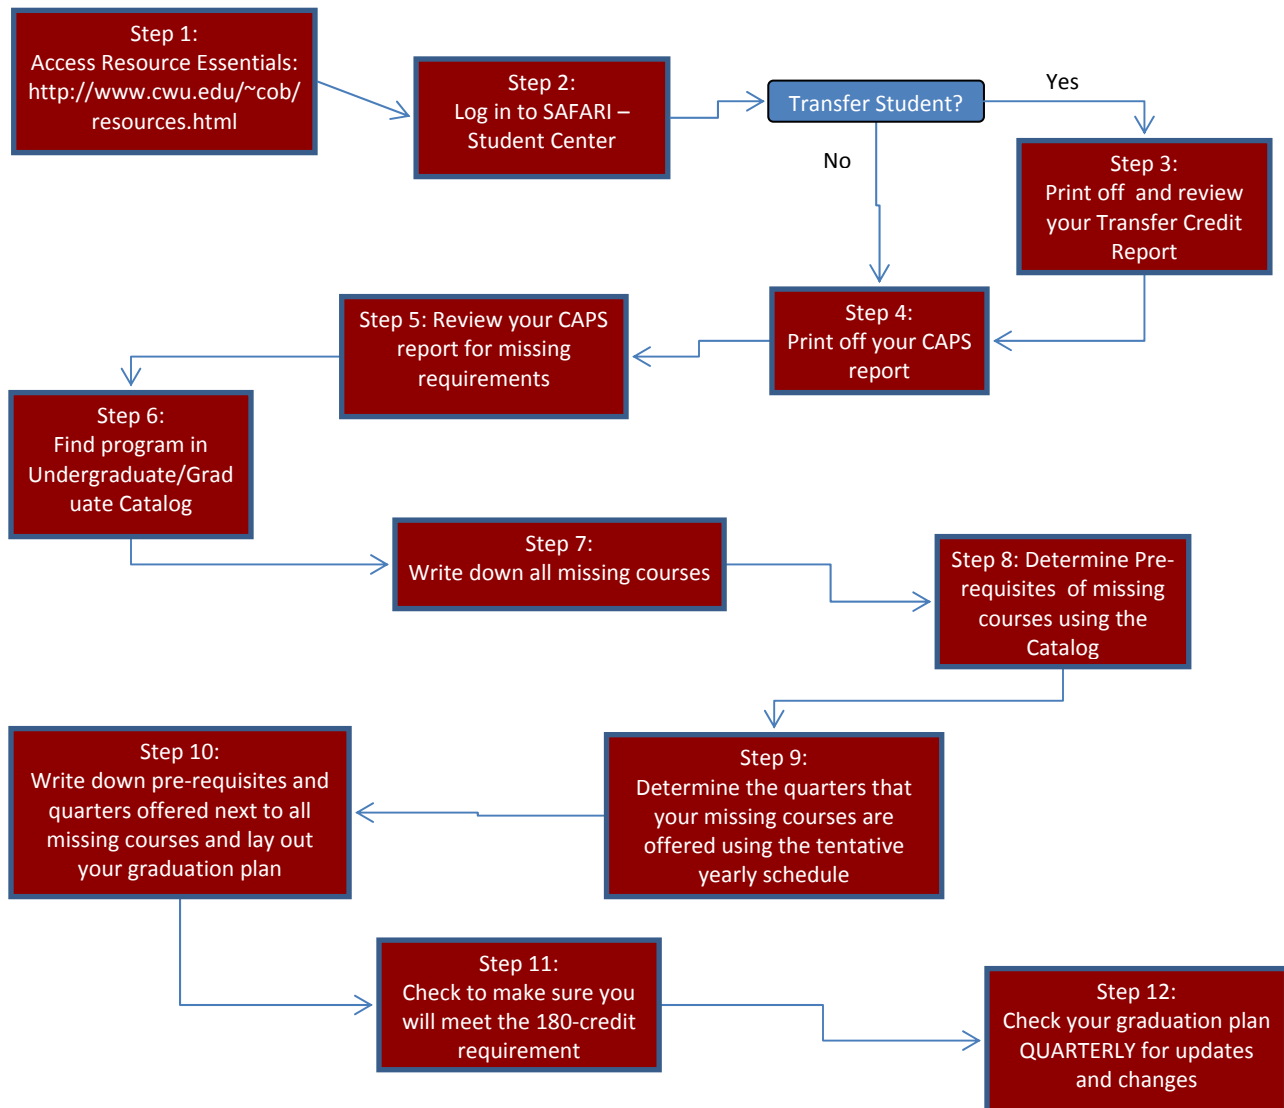 Step 1:
Access Resource Essentials:
http://www.cwu.edu/~cob/
resources.html
Step 2:
Log in to SAFARI –
Student Center
Transfer Student?
Yes
No
Step 3:
Print off  and review
your Transfer Credit
Report
Step 4:
Print off your CAPS
report
Step 5: Review your CAPS
report for missing
requirements
Step 6:
Find program in
Undergraduate/Grad
uate Catalog
Step 7:
Write down all missing courses
Step 8: Determine Pre-
requisites  of missing
courses using the
Catalog
Step 9:
Determine the quarters that
your missing courses are
offered using the tentative
yearly schedule
Step 10:
Write down pre-requisites and
quarters offered next to all
missing courses and lay out
your graduation plan
Step 11:
Check to make sure you
will meet the 180-credit
requirement
Step 12:
Check your graduation plan
QUARTERLY for updates
and changes